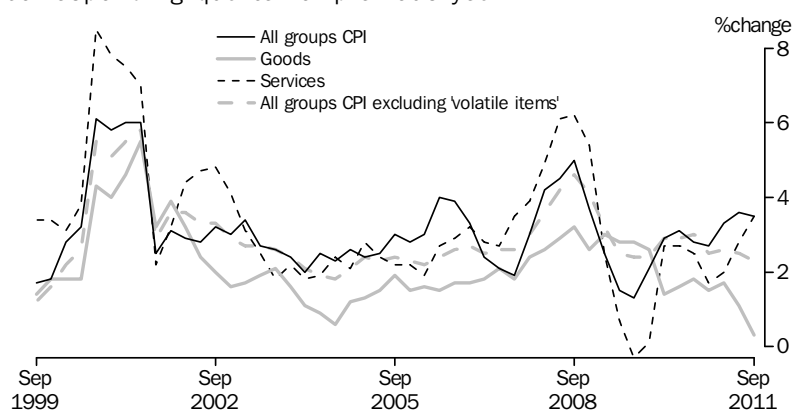 %change
All groups CPI
Goods
Services
All groups CPI excluding 'volatile items'
8
6
4
2
0
Sep Sep Sep Sep Sep
1999 2002 2005 2008 2011